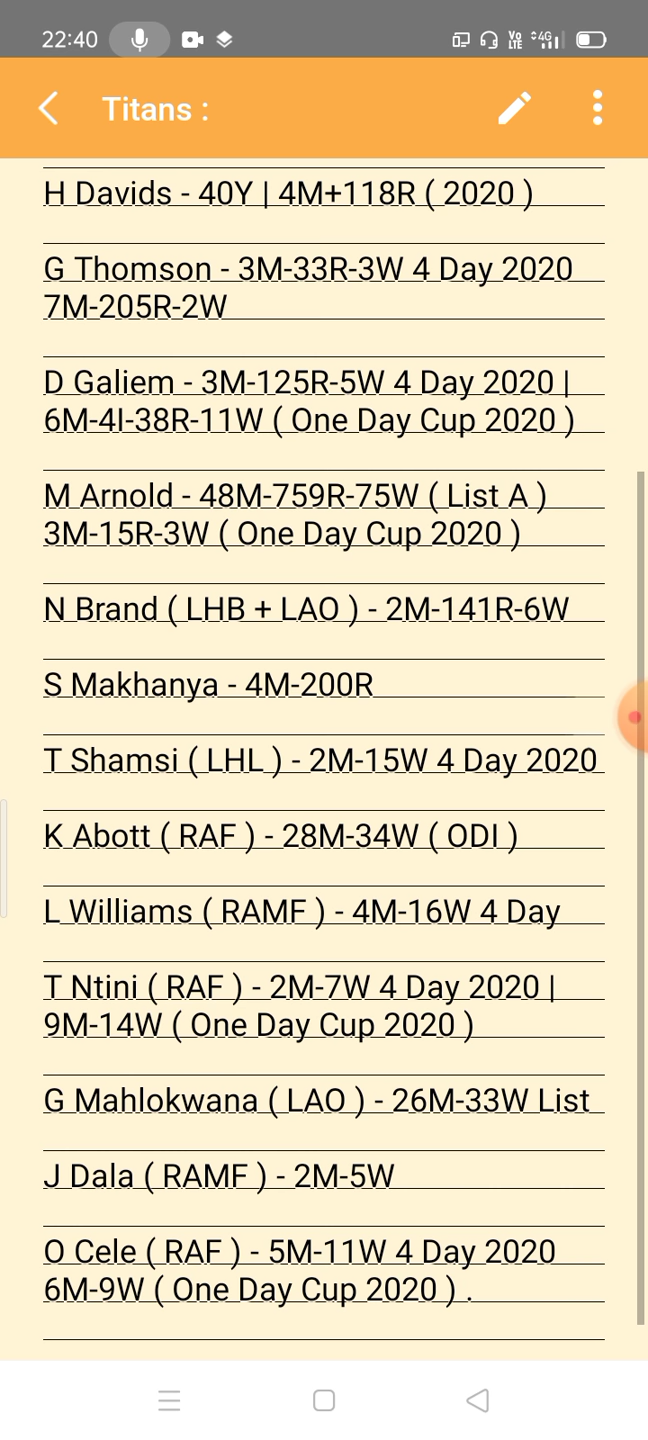 22:40 Vo LTE 4G
Titans :
H Davids - 40Y | 4M+118R ( 2020 )
G Thomson - 3M-33R-3W 4 Day 2020
7M-205R-2W
D Galiem - 3M-125R-5W 4 Day 2020 |
6M-4I-38R-11W ( One Day Cup 2020 )
M Arnold - 48M-759R-75W ( List A )
3M-15R-3W ( One Day Cup 2020 )
N Brand ( LHB + LAO ) - 2M-141R-6W
S Makhanya - 4M-200R
T Shamsi ( LHL ) - 2M-15W 4 Day 2020
K Abott ( RAF ) - 28M-34W ( ODI )
L Williams ( RAMF ) - 4M-16W 4 Day
T Ntini ( RAF ) - 2M-7W 4 Day 2020 |
9M-14W ( One Day Cup 2020 )
G Mahlokwana ( LAO ) - 26M-33W List
J Dala ( RAMF ) - 2M-5W
O Cele ( RAF ) - 5M-11W 4 Day 2020
6M-9W ( One Day Cup 2020 ) .